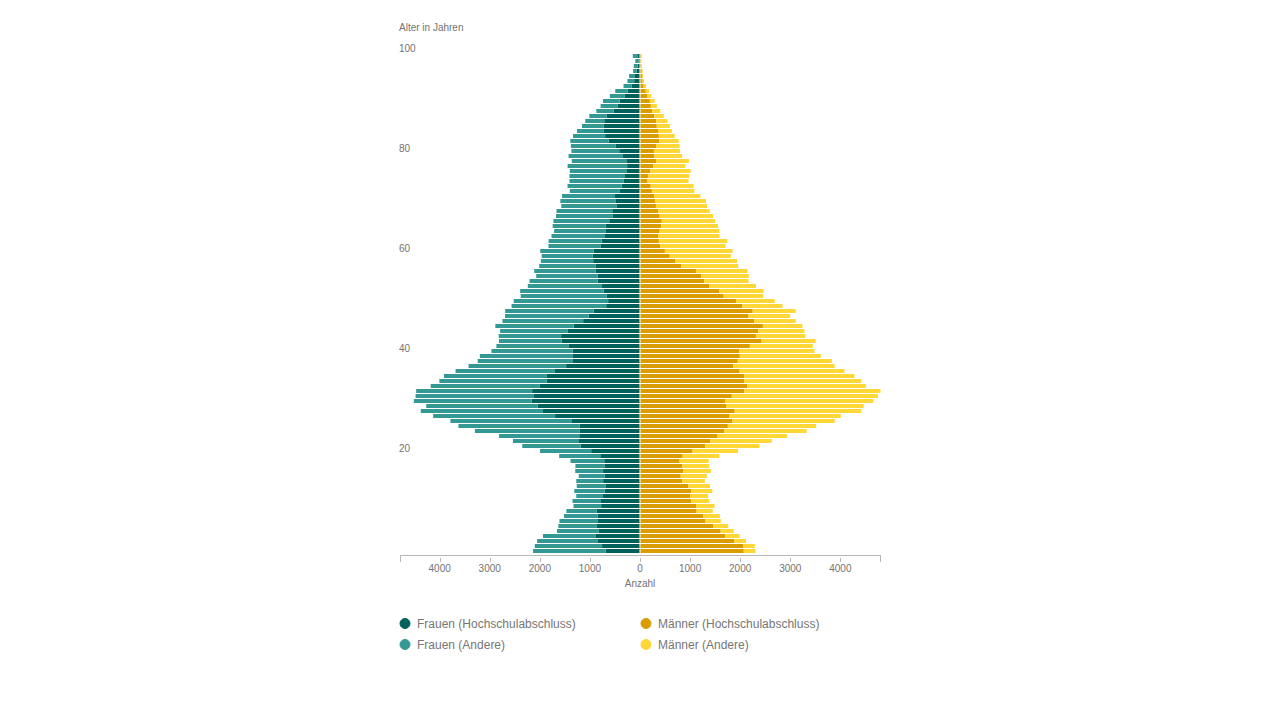 Alter in Jahren
100
80
60
40
20
4000 3000 2000 1000 0 1000 2000 3000 4000
Anzahl
Frauen (Hochschulabschluss) Männer (Hochschulabschluss)
Frauen (Andere) Männer (Andere)